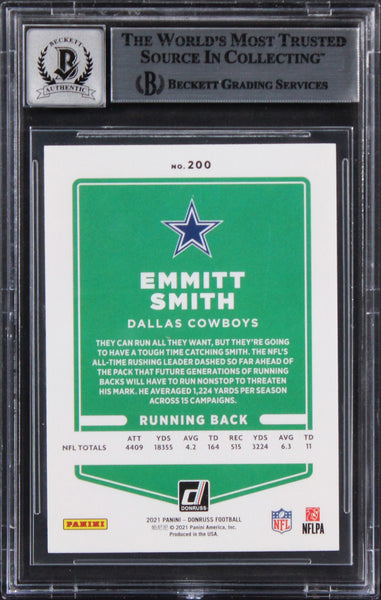 BECKETT
B
AUTHENTIC
THE WORLD'S MOST TRUSTED
SOURCE IN COLLECTING™
B BECKETT GRADING SERVICES
NO. 200
EMMITT
SMITH
DALLAS COWBOYS
THEY CAN RUN ALL THEY WANT, BUT THEY'RE GOING
TO HAVE A TOUGH TIME CATCHING SMITH. THE NFL'S
ALL-TIME RUSHING LEADER DASHED SO FAR AHEAD OF
THE PACK THAT FUTURE GENERATIONS OF RUNNING
BACKS WILL HAVE TO RUN NONSTOP TO THREATEN
HIS MARK. HE AVERAGED 1,224 YARDS PER SEASON
ACROSS 15 CAMPAIGNS.
RUNNING BACK
ATT YDS AVG TD REC YDS AVG TD
NFL TOTALS 4409 18355 4.2 164 515 3224 6.3 11
DONRUSS
PANINI
2021 PANINI - DONRUSS FOOTBALL
© 2021 Panini America, Inc.
Produced in the USA.
NFL
NFLPA